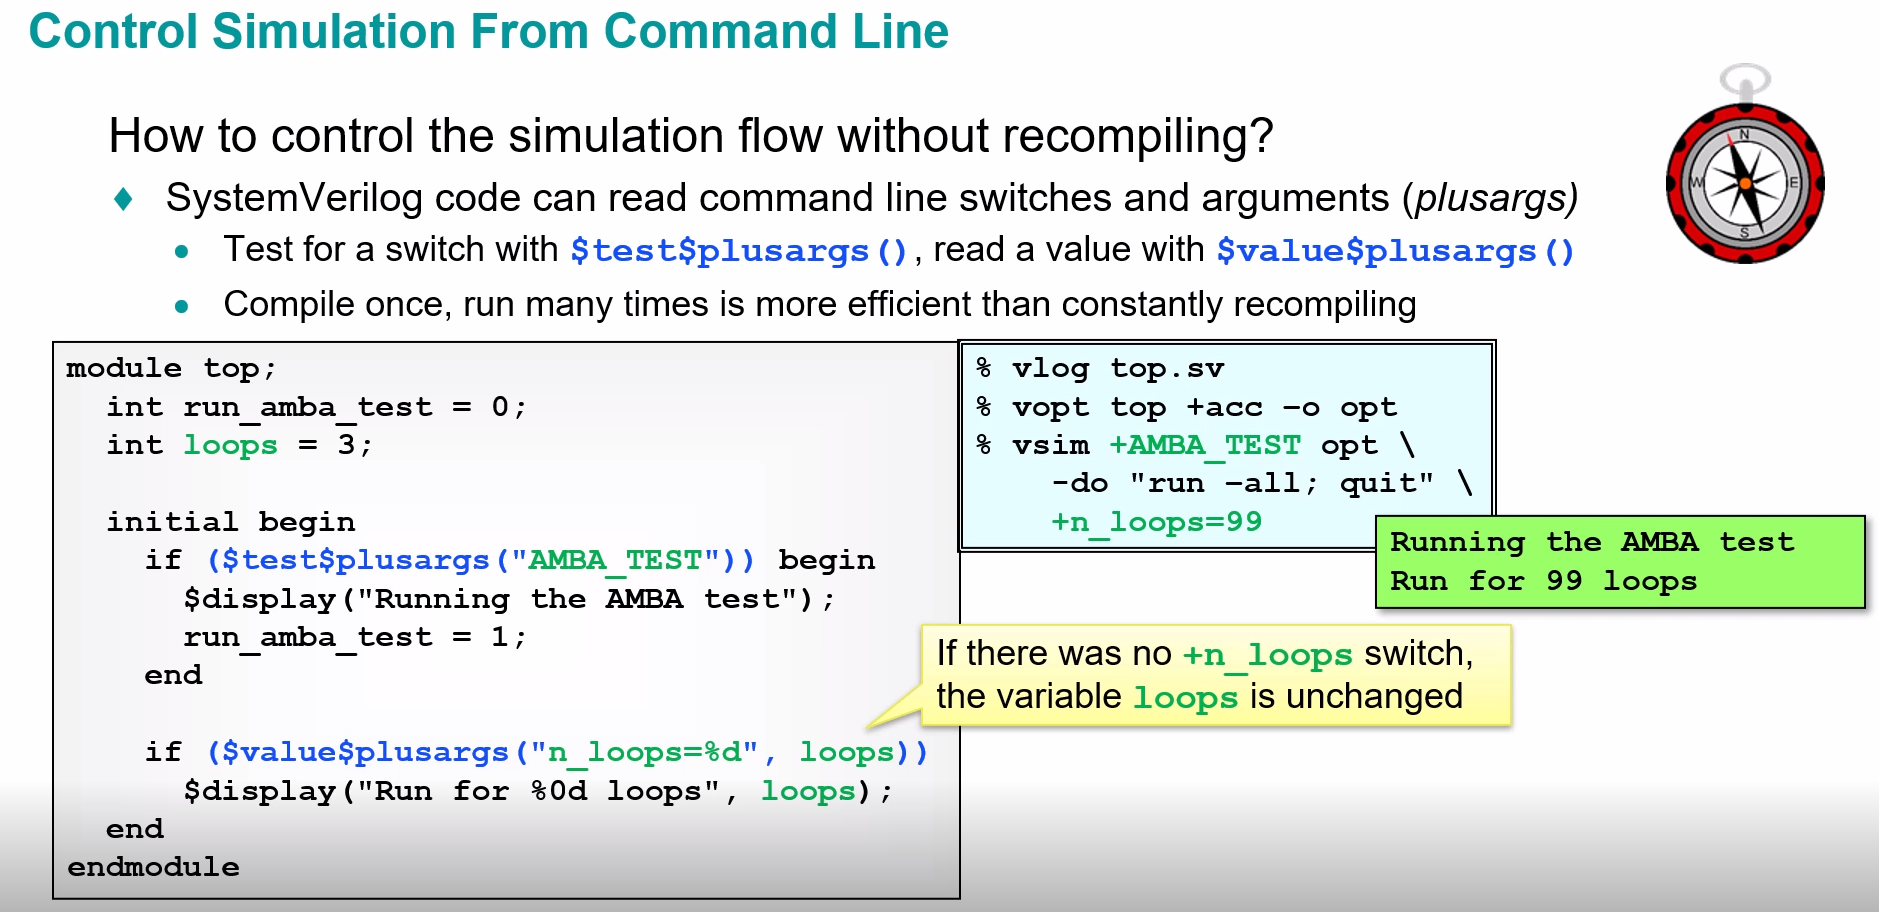 Control Simulation From Command Line
N
W
E
S
How to control the simulation flow without recompiling?
♦ SystemVerilog code can read command line switches and arguments (plusargs)
• Test for a switch with $test$plusargs(), read a value with $value$plusargs()
• Compile once, run many times is more efficient than constantly recompiling
module top;
int run_amba_test = 0;
int loops = 3;
initial begin
if ($test$plusargs("AMBA_TEST")) begin
$display("Running the AMBA test");
run_amba_test = 1;
end
if ($value$plusargs("n_loops=%d", loops))
$display("Run for %0d loops", loops);
end
endmodule
% vlog top.sv
% vopt top +acc –o opt
% vsim +AMBA_TEST opt \
-do "run –all; quit" \
+n_loops=99
Running the AMBA test
Run for 99 loops
If there was no +n_loops switch,
the variable loops is unchanged